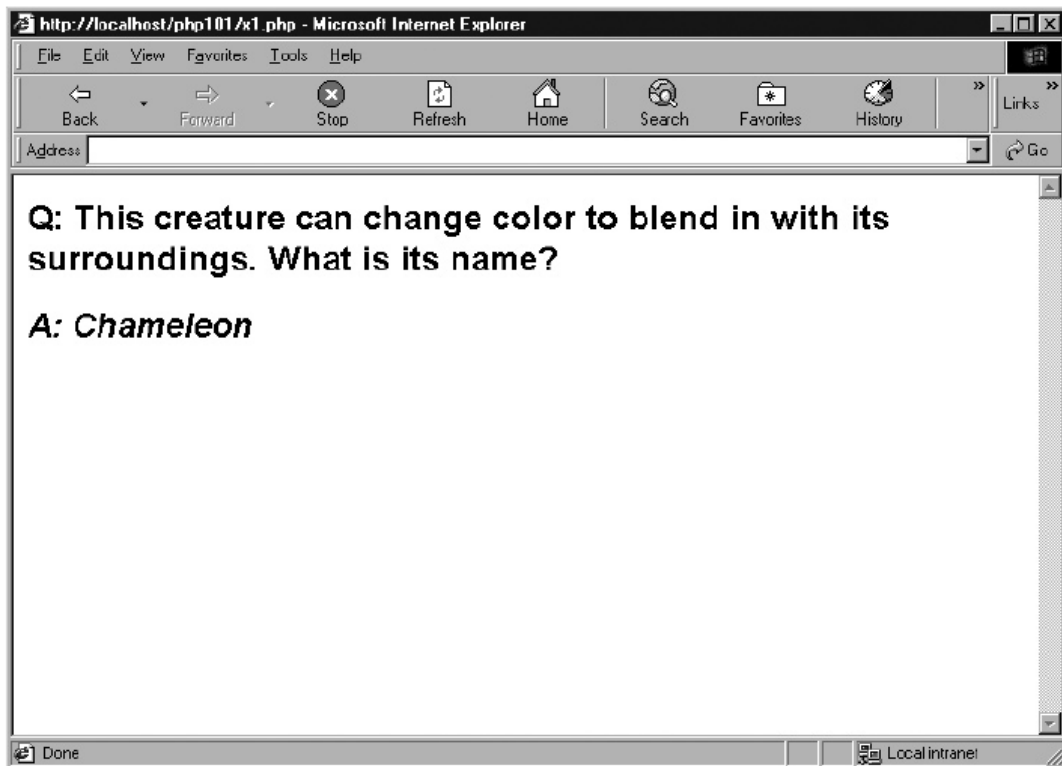 http://localhost/php101/x1.php - Microsoft Internet Explorer
File Edit View Favorites Tools Help
Back Forward Stop Refresh Home Search Favorites History » Links »
Address Go
Q: This creature can change color to blend in with its
surroundings. What is its name?
A: Chameleon
Done Local intranet